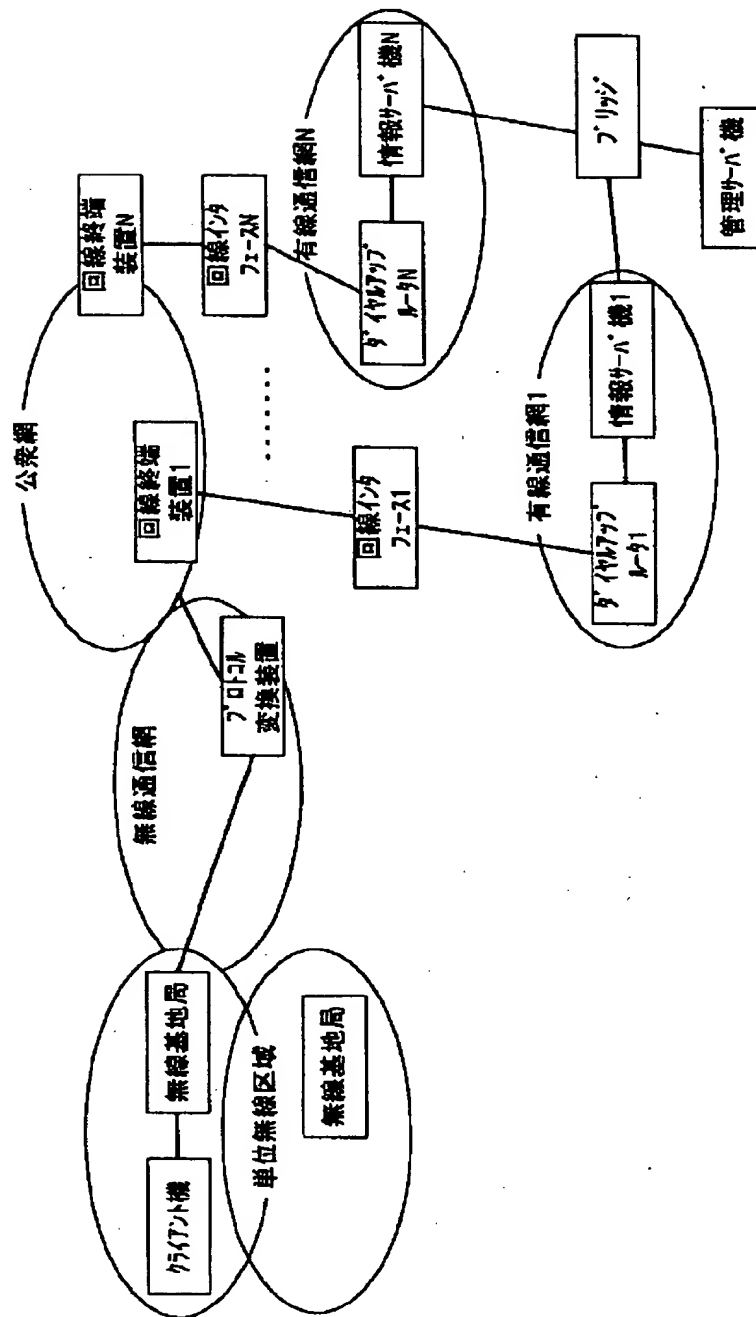 公衆網
回線終端
装置N
回線インタ
フェースN
有線通信網N
ダイヤルアップ
ルータN
情報サーバ機N
ブリッジ
管理サーバ機
回線終端
装置1
・・・・・・・
回線インタ
フェース1
有線通信網1
ダイヤルアップ
ルータ1
情報サーバ機1
無線通信網
プロトコル
変換装置
無線基地局
クライアント機
単位無線区域
無線基地局